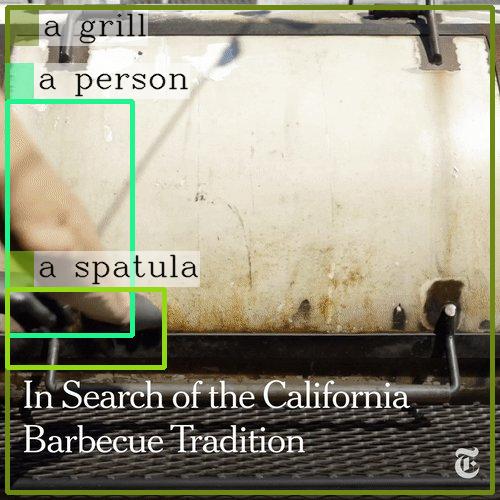 a grill
a person
a spatula
In Search of the California
Barbecue Tradition
T